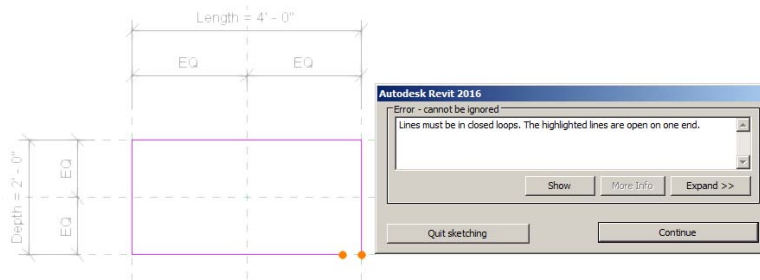 Length = 4' - 0"
EQ
EQ
Autodesk Revit 2016
Error - cannot be ignored
Lines must be in closed loops. The highlighted lines are open on one end.
Show
More Info
Expand >>
Quit sketching
Continue
Depth = 2' - 0"
EQ
EQ